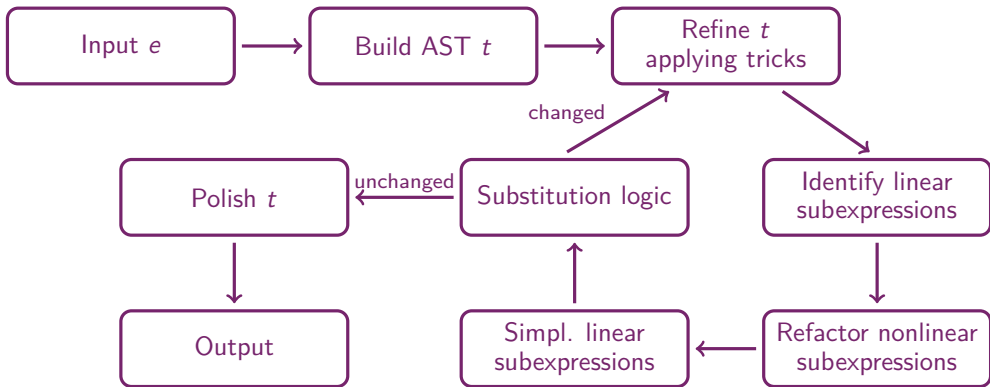 Input e
Build AST t
Refine t
applying tricks
changed
Identify linear
subexpressions
Refactor nonlinear
subexpressions
Simpl. linear
subexpressions
Substitution logic
unchanged
Polish t
Output